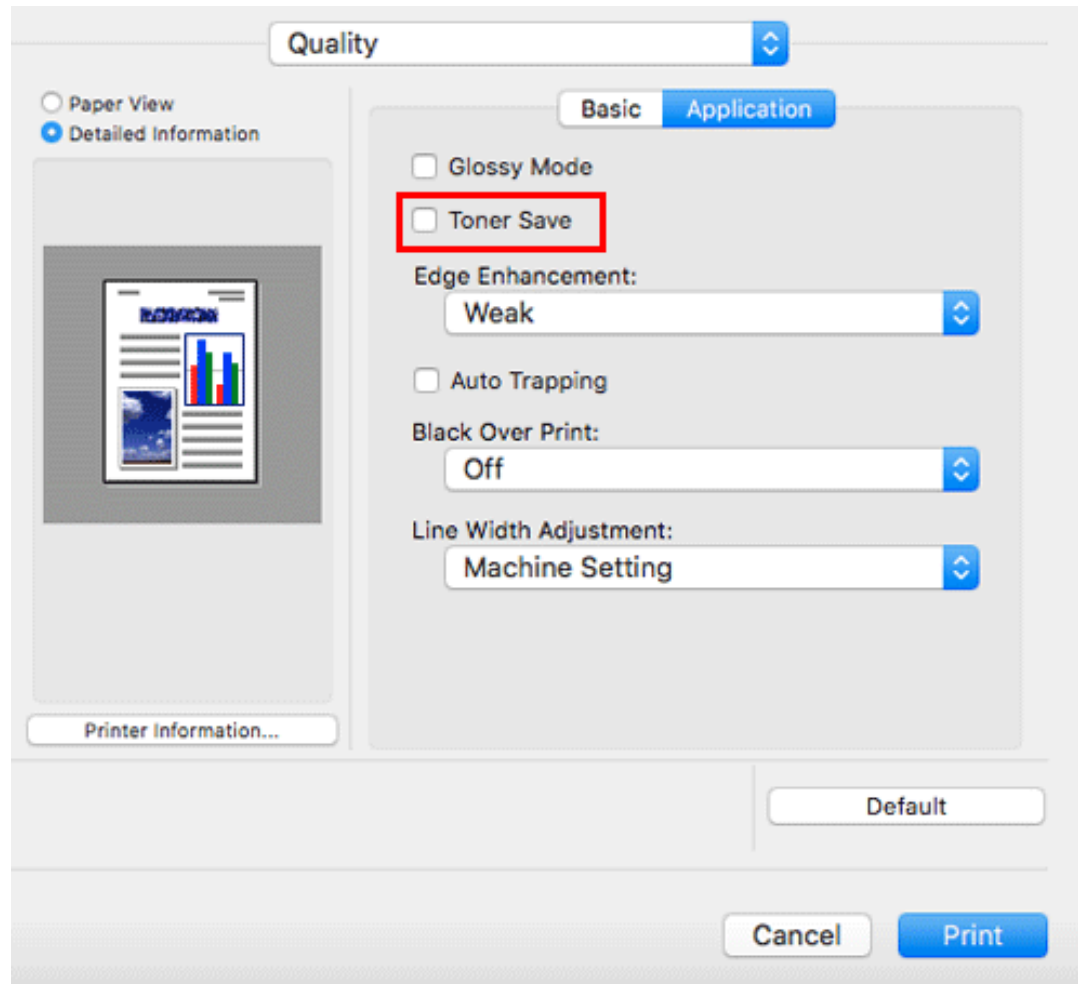 Quality
Paper View
Detailed Information
Basic Application
Glossy Mode
Toner Save
Edge Enhancement:
Weak
Auto Trapping
Black Over Print:
Off
Line Width Adjustment:
Machine Setting
Printer Information...
Default
Cancel Print